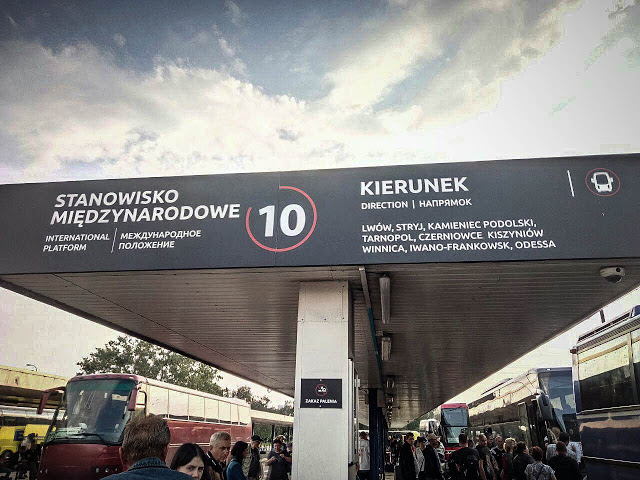 STANOWISKO
MIĘDZYNARODOWE
INTERNATIONAL
PLATFORM
МЕЖДУНАРОДНОЕ
ПОЛОЖЕНИЕ
10
KIERUNEK
DIRECTION | НАПРЯМОК
LWÓW, STRYJ, KAMIENIEC PODOLSKI,
TARNOPOL, CZERNIOWCE KISZYNIÓW
WINNICA, IWANO-FRANKOWSK, ODESSA
ZAKAZ PALENIA